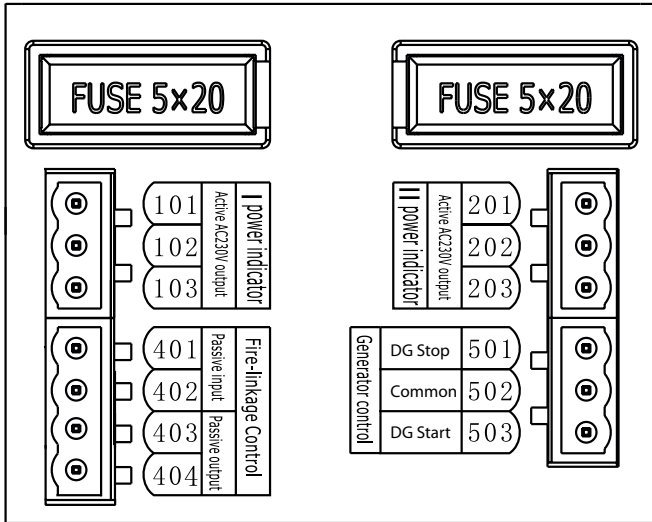 FUSE 5×20
FUSE 5×20
101
102
103
Active AC230V output
I power indicator
II power indicator
Active AC230V output
201
202
203
401
402
403
404
Passive input
Passive output
Fire-linkage Control
Generator control
DG Stop 501
Common 502
DG Start 503